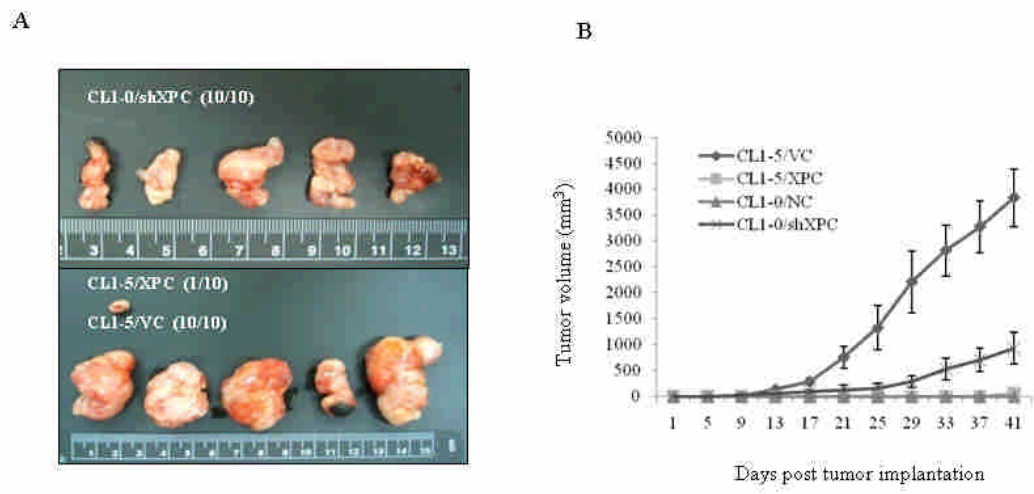 A
CL1-0/shXPC (10/10)
3 4 5 6 7 8 9 10 11 12 13
CL1-5/XPC (1/10)
CL1-5/VC (10/10)
1 2 3 4 5 6 7 8 9 10 11 12 13 14 15
B
5000
4500
4000
3500
3000
2500
2000
1500
1000
500
0
Tumor volume (mm³)
CL1-5/VC
CL1-5/XPC
CL1-0/NC
CL1-0/shXPC
1 5 9 13 17 21 25 29 33 37 41
Days post tumor implantation